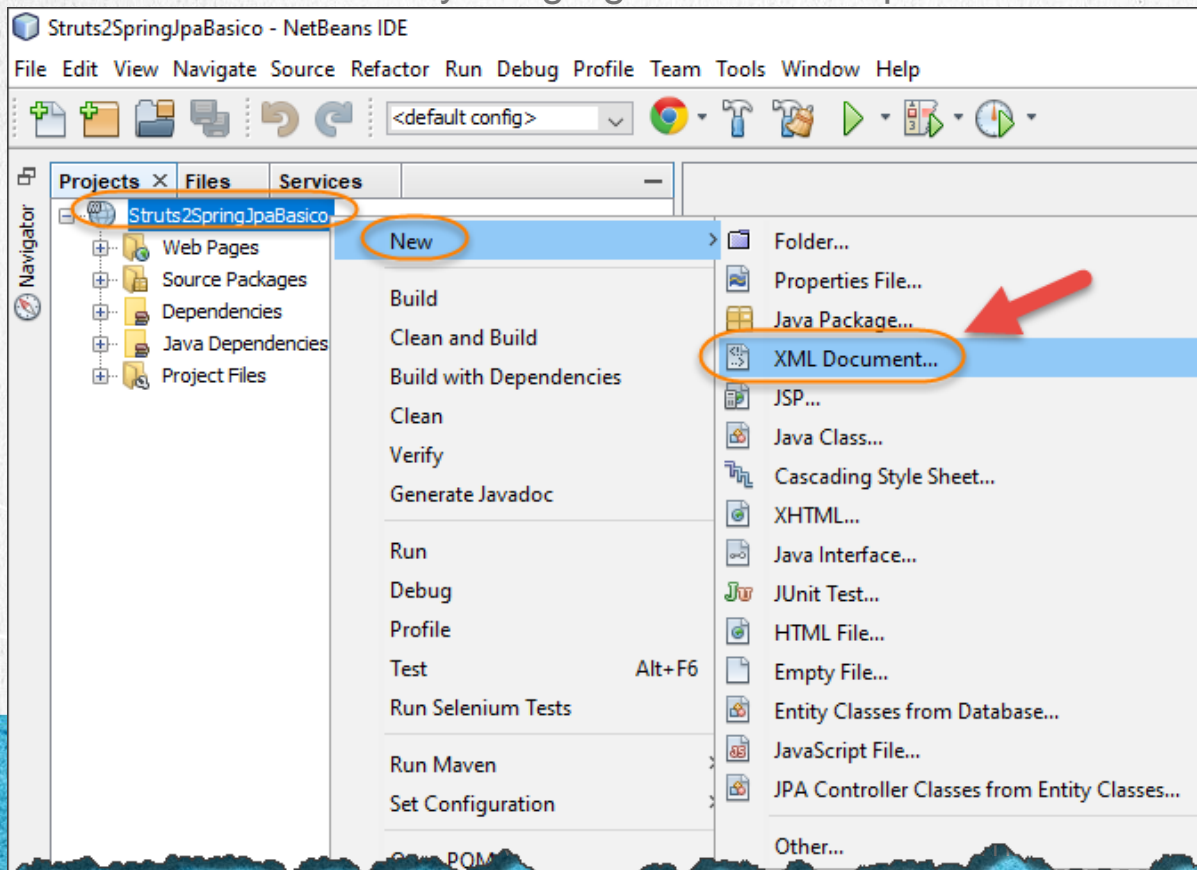 Struts2SpringJpaBasico - NetBeans IDE
File Edit View Navigate Source Refactor Run Debug Profile Team Tools Window Help
<default config>
Projects Files Services
Navigator
Struts2SpringJpaBasico
Web Pages
Source Packages
Dependencies
Java Dependencies
Project Files
New
Build
Clean and Build
Build with Dependencies
Clean
Verify
Generate Javadoc
Run
Debug
Profile
Test Alt+F6
Run Selenium Tests
Run Maven
Set Configuration
POM
Folder...
Properties File...
Java Package...
XML Document...
JSP...
Java Class...
Cascading Style Sheet...
XHTML...
Java Interface...
JUnit Test...
HTML File...
Empty File...
Entity Classes from Database...
JavaScript File...
JPA Controller Classes from Entity Classes...
Other...